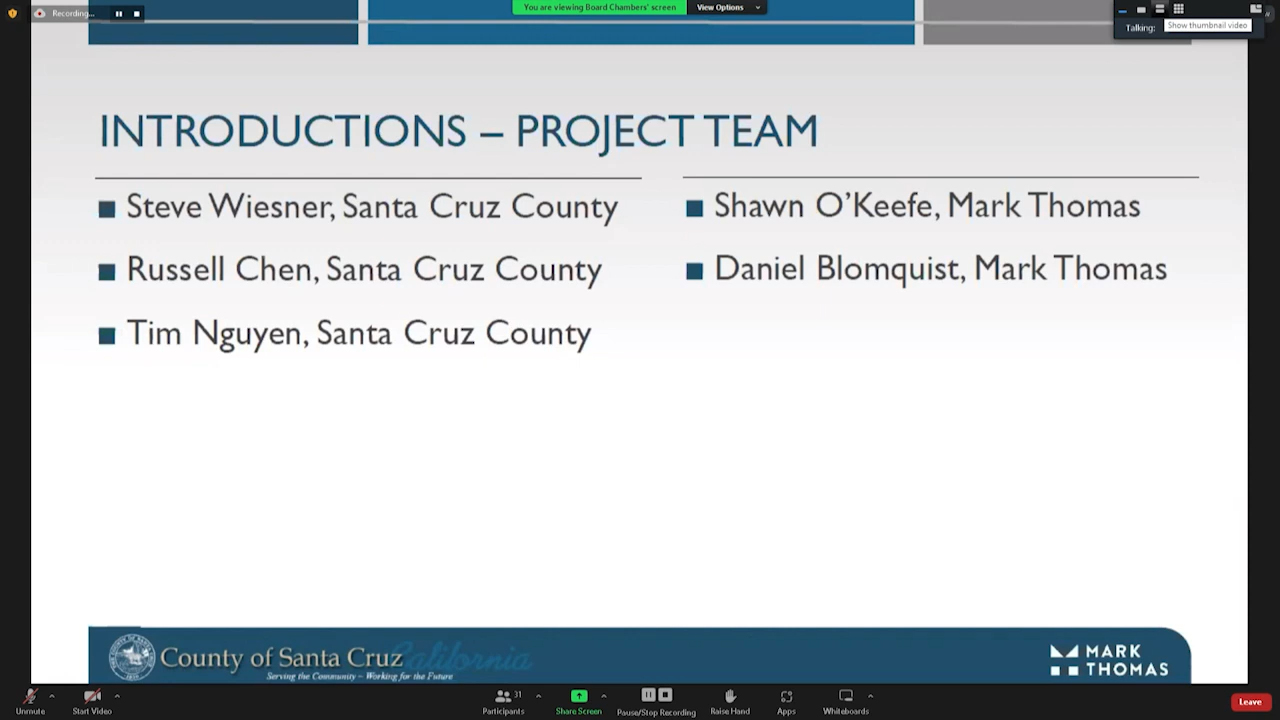 Recording...
You are viewing Board Chambers' screen
View Options
Talking:
Show thumbnail video
INTRODUCTIONS – PROJECT TEAM
Steve Wiesner, Santa Cruz County
Russell Chen, Santa Cruz County
Tim Nguyen, Santa Cruz County
Shawn O'Keefe, Mark Thomas
Daniel Blomquist, Mark Thomas
County of Santa Cruz
California
Serving the Community – Working for the Future
MARK
THOMAS
Unmute
Start Video
Participants
31
Share Screen
Pause/Stop Recording
Raise Hand
Apps
Whiteboards
Leave